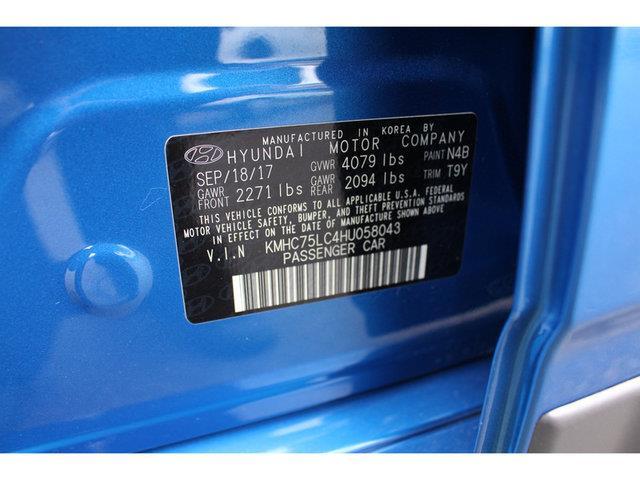 MANUFACTURED IN KOREA BY
HYUNDAI MOTOR COMPANY
SEP/18/17 GVWR 4079 lbs PAINT N4B
GAWR FRONT 2271 lbs GAWR REAR 2094 lbs TRIM T9Y
THIS VEHICLE CONFORMS TO ALL APPLICABLE U.S.A. FEDERAL
MOTOR VEHICLE SAFETY, BUMPER, AND THEFT PREVENTION STANDARDS
IN EFFECT ON THE DATE OF MANUFACTURE SHOWN ABOVE.
V.I.N KMHC75LC4HU058043
PASSENGER CAR